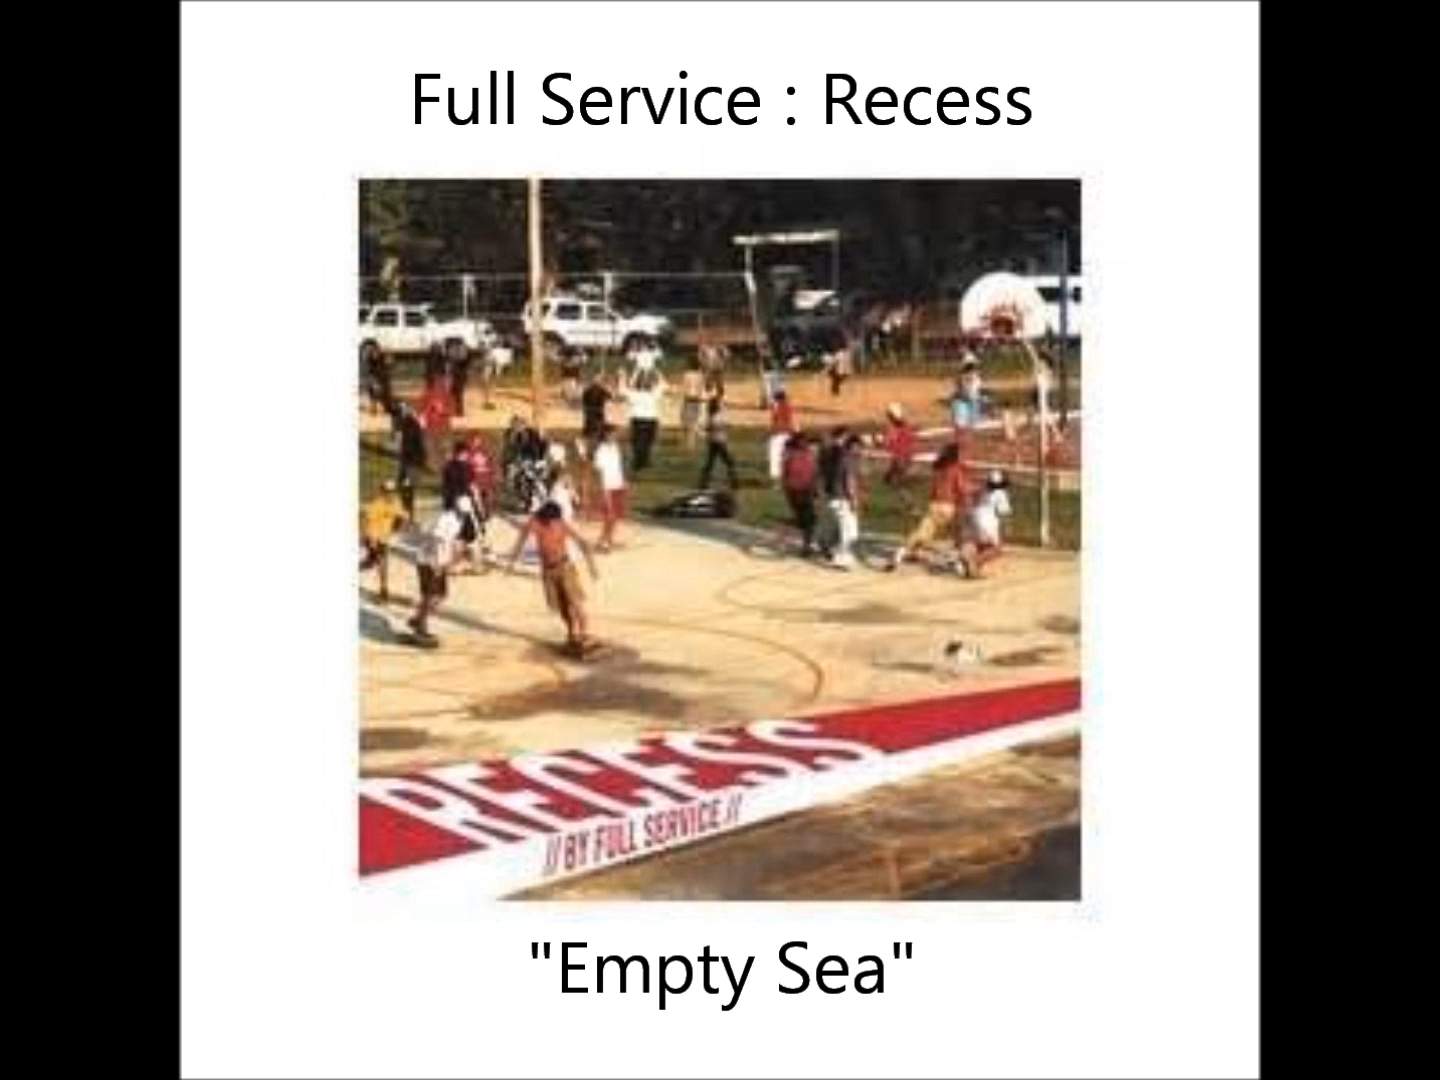 Full Service : Recess
RECESS
// BY FULL SERVICE //
"Empty Sea"